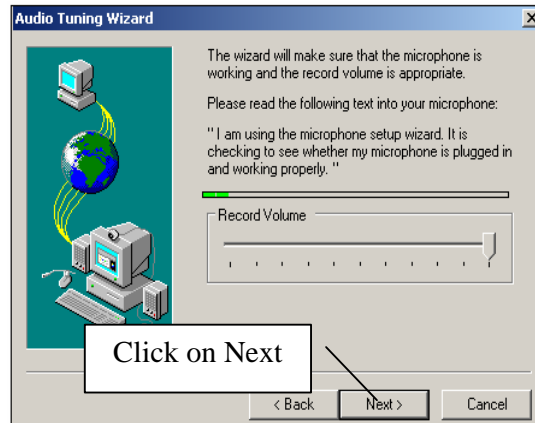 Audio Tuning Wizard
The wizard will make sure that the microphone is
working and the record volume is appropriate.
Please read the following text into your microphone:
" I am using the microphone setup wizard. It is
checking to see whether my microphone is plugged in
and working properly. "
Record Volume
Click on Next
< Back Next > Cancel